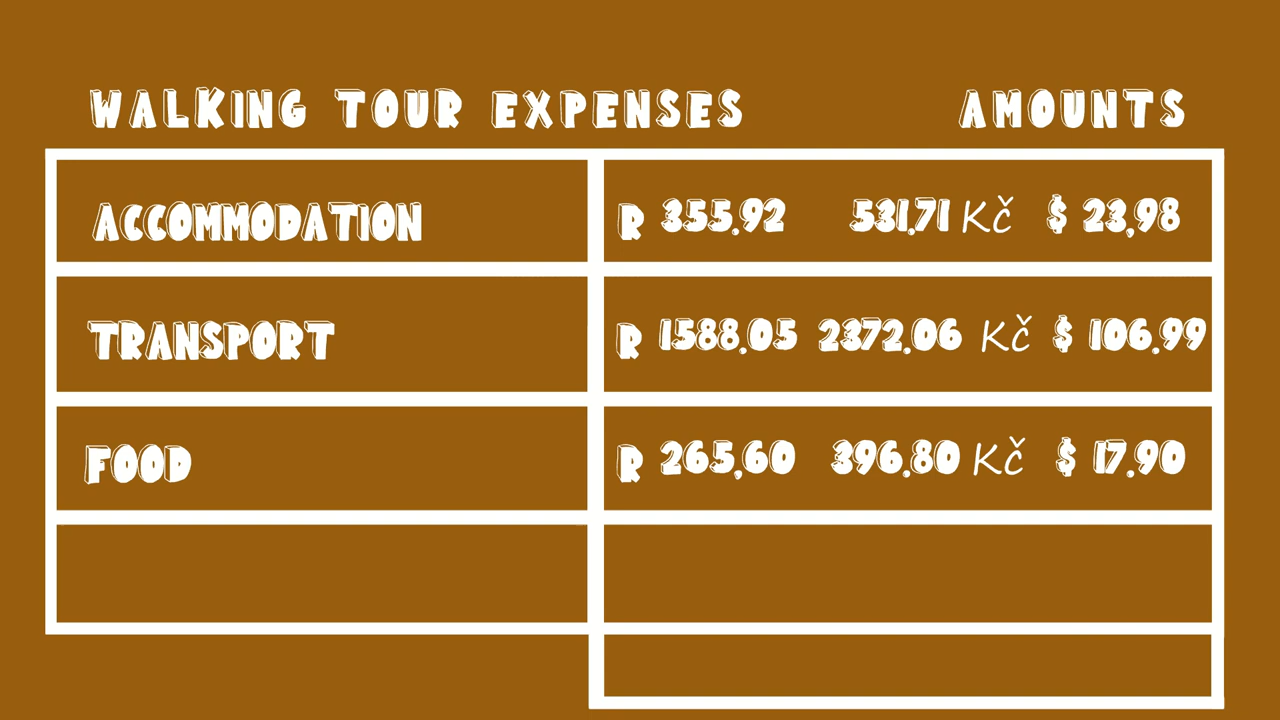 WALKING TOUR EXPENSES AMOUNTS
ACCOMMODATION R 355.92 531.71 Kč $ 23.98
TRANSPORT R 1588.05 2372.06 Kč $ 106.99
FOOD R 265.60 396.80 Kč $ 17.90